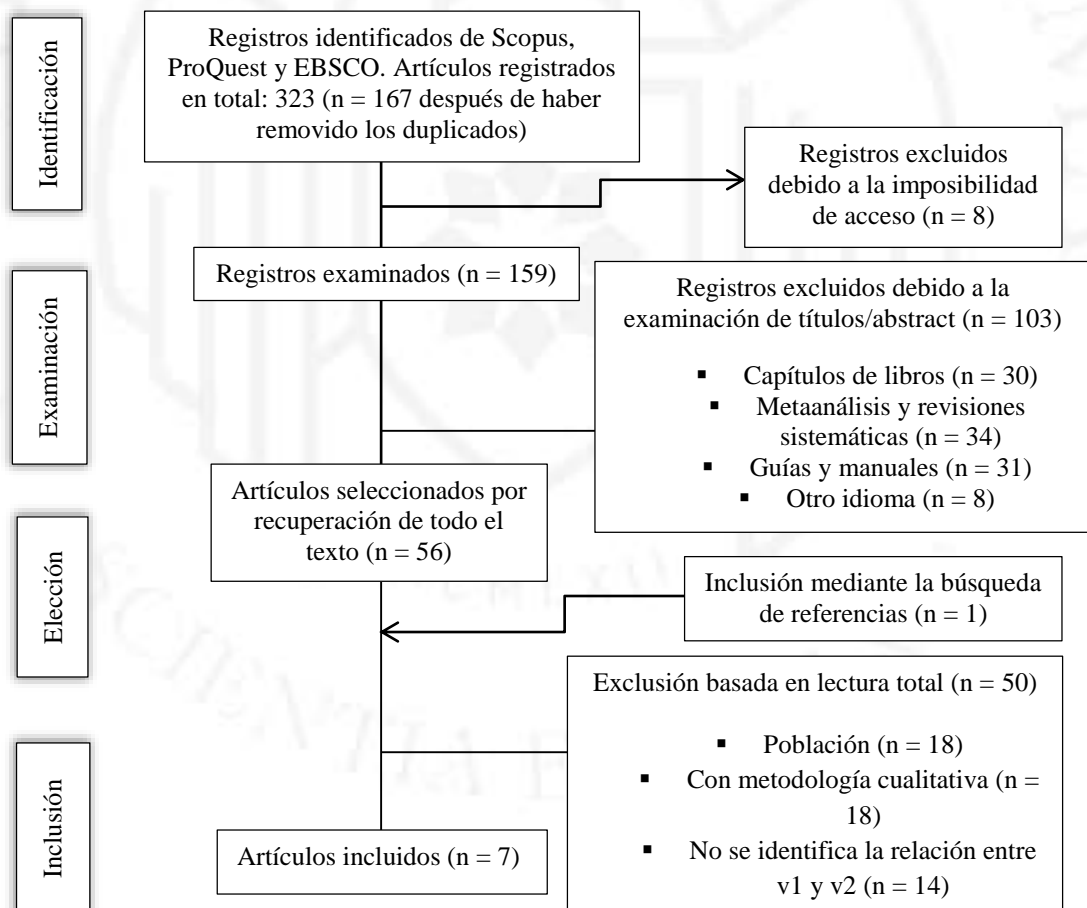 Identificación
Registros identificados de Scopus,
ProQuest y EBSCO. Artículos registrados
en total: 323 (n = 167 después de haber
removido los duplicados)
Registros excluidos
debido a la imposibilidad
de acceso (n = 8)
Examinación
Registros examinados (n = 159)
Registros excluidos debido a la
examinación de títulos/abstract (n = 103)
▪ Capítulos de libros (n = 30)
▪ Metaanálisis y revisiones
sistemáticas (n = 34)
▪ Guías y manuales (n = 31)
▪ Otro idioma (n = 8)
Elección
Artículos seleccionados por
recuperación de todo el
texto (n = 56)
Inclusión mediante la búsqueda
de referencias (n = 1)
Exclusión basada en lectura total (n = 50)
▪ Población (n = 18)
▪ Con metodología cualitativa (n =
18)
▪ No se identifica la relación entre
v1 y v2 (n = 14)
Inclusión
Artículos incluidos (n = 7)
SCIENTIA E